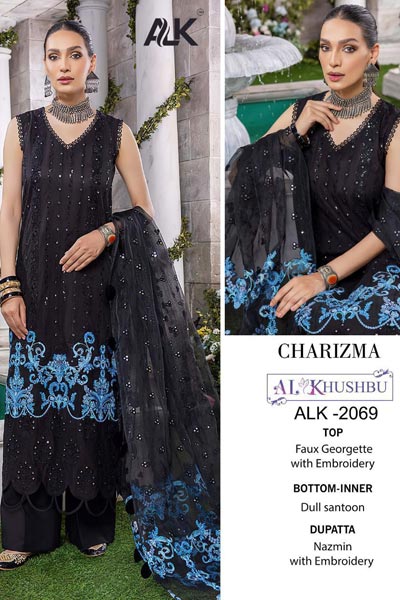 ALK
CHARIZMA
AL KHUSHBU
ALK -2069
TOP
Faux Georgette
with Embroidery
BOTTOM-INNER
Dull santoon
DUPATTA
Nazmin
with Embroidery